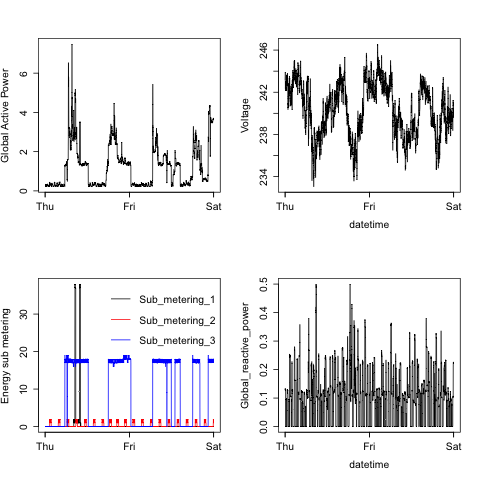 Global Active Power
6
4
2
0
Thu Fri Sat
Voltage
246
242
238
234
Thu Fri Sat
datetime
Energy sub metering
30
20
10
0
Sub_metering_1
Sub_metering_2
Sub_metering_3
Thu Fri Sat
Global_reactive_power
0.5
0.4
0.3
0.2
0.1
0.0
Thu Fri Sat
datetime